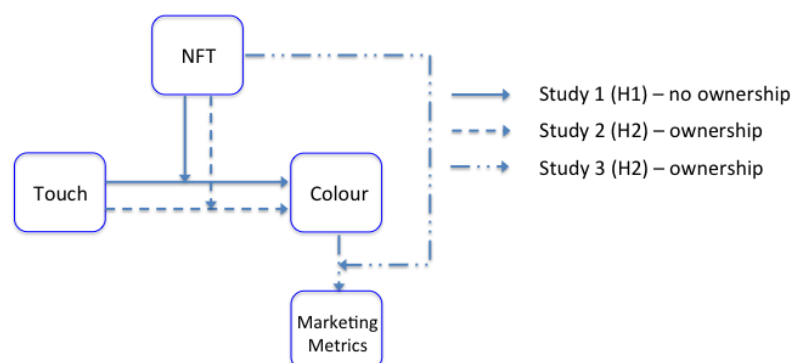 NFT
Study 1 (H1) – no ownership
Study 2 (H2) – ownership
Study 3 (H2) – ownership
Touch
Colour
Marketing
Metrics